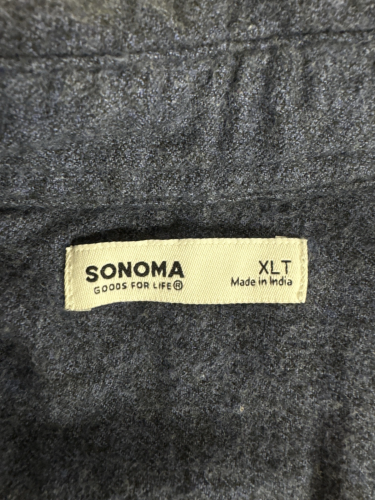 SONOMA
GOODS FOR LIFE®
XLT
Made in India